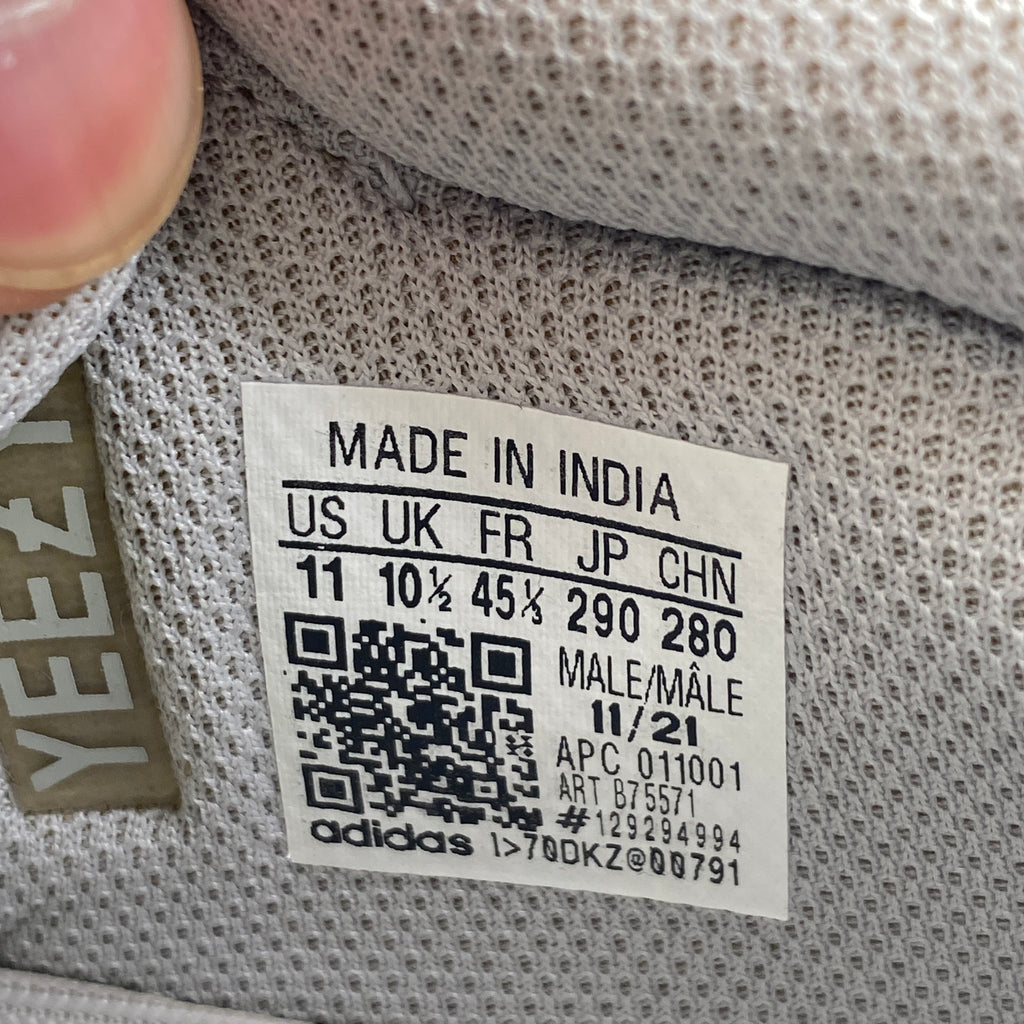 YEEZY
MADE IN INDIA
US UK FR JP CHN
11 10½ 45⅓ 290 280
MALE/MÂLE
11/21
APC 011001
ART B75571
#129294994
adidas 1>70DKZ@00791